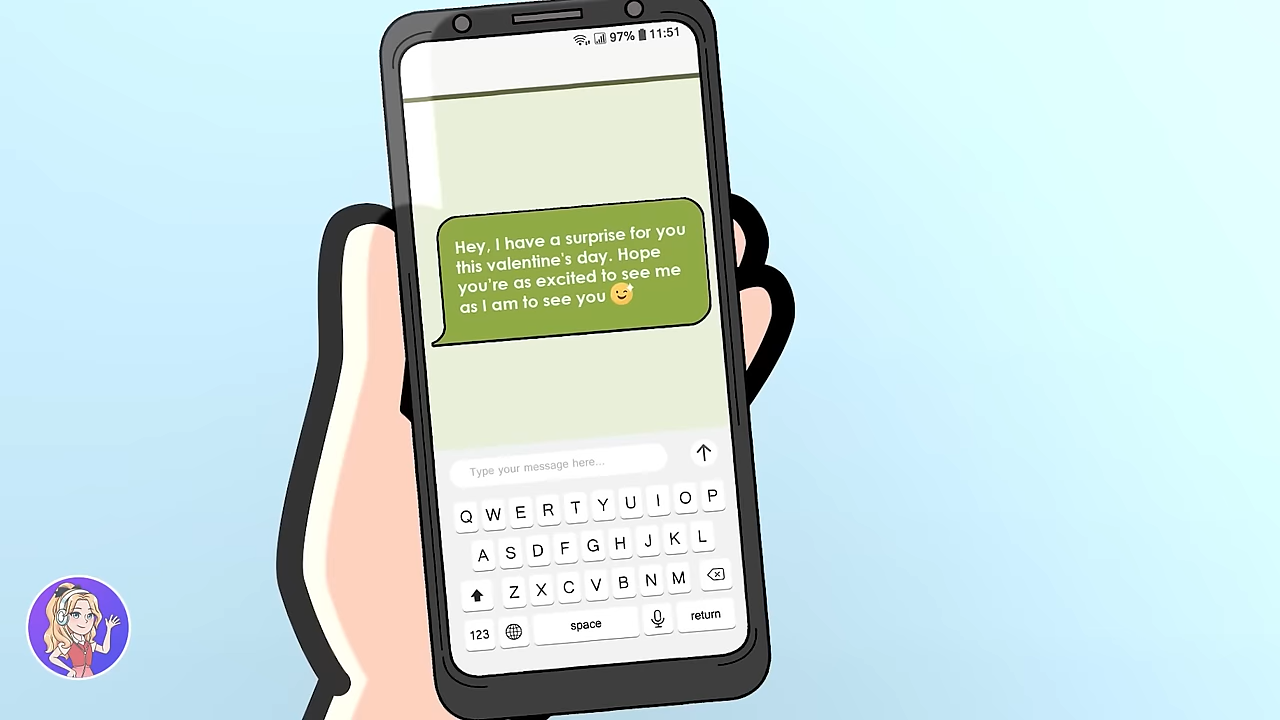 97% 11:51
Hey, I have a surprise for you
this valentine's day. Hope
you're as excited to see me
as I am to see you 😉
Type your message here...
Q W E R T Y U I O P
A S D F G H J K L
Z X C V B N M
123 space return